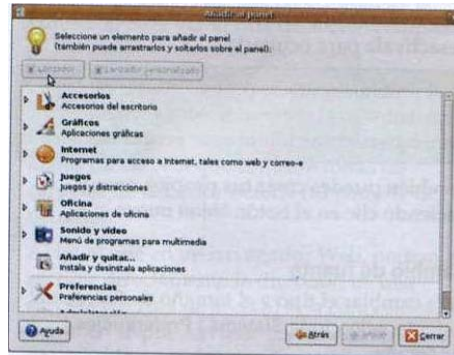 Añadir al panel
Seleccione un elemento para añadir al panel
(también puede arrastrarlos y soltarlos sobre el panel):
Lanzador
Lanzador personalizado
Accesorios
Accesorios del escritorio
Gráficos
Aplicaciones gráficas
Internet
Programas para acceso a Internet, tales como web y correo-e
Juegos
Juegos y distracciones
Oficina
Aplicaciones de oficina
Sonido y vídeo
Menú de programas para multimedia
Añadir y quitar...
Instala y desinstala aplicaciones
Preferencias
Preferencias personales
Administración
Ayuda
Atrás
Añadir
Cerrar